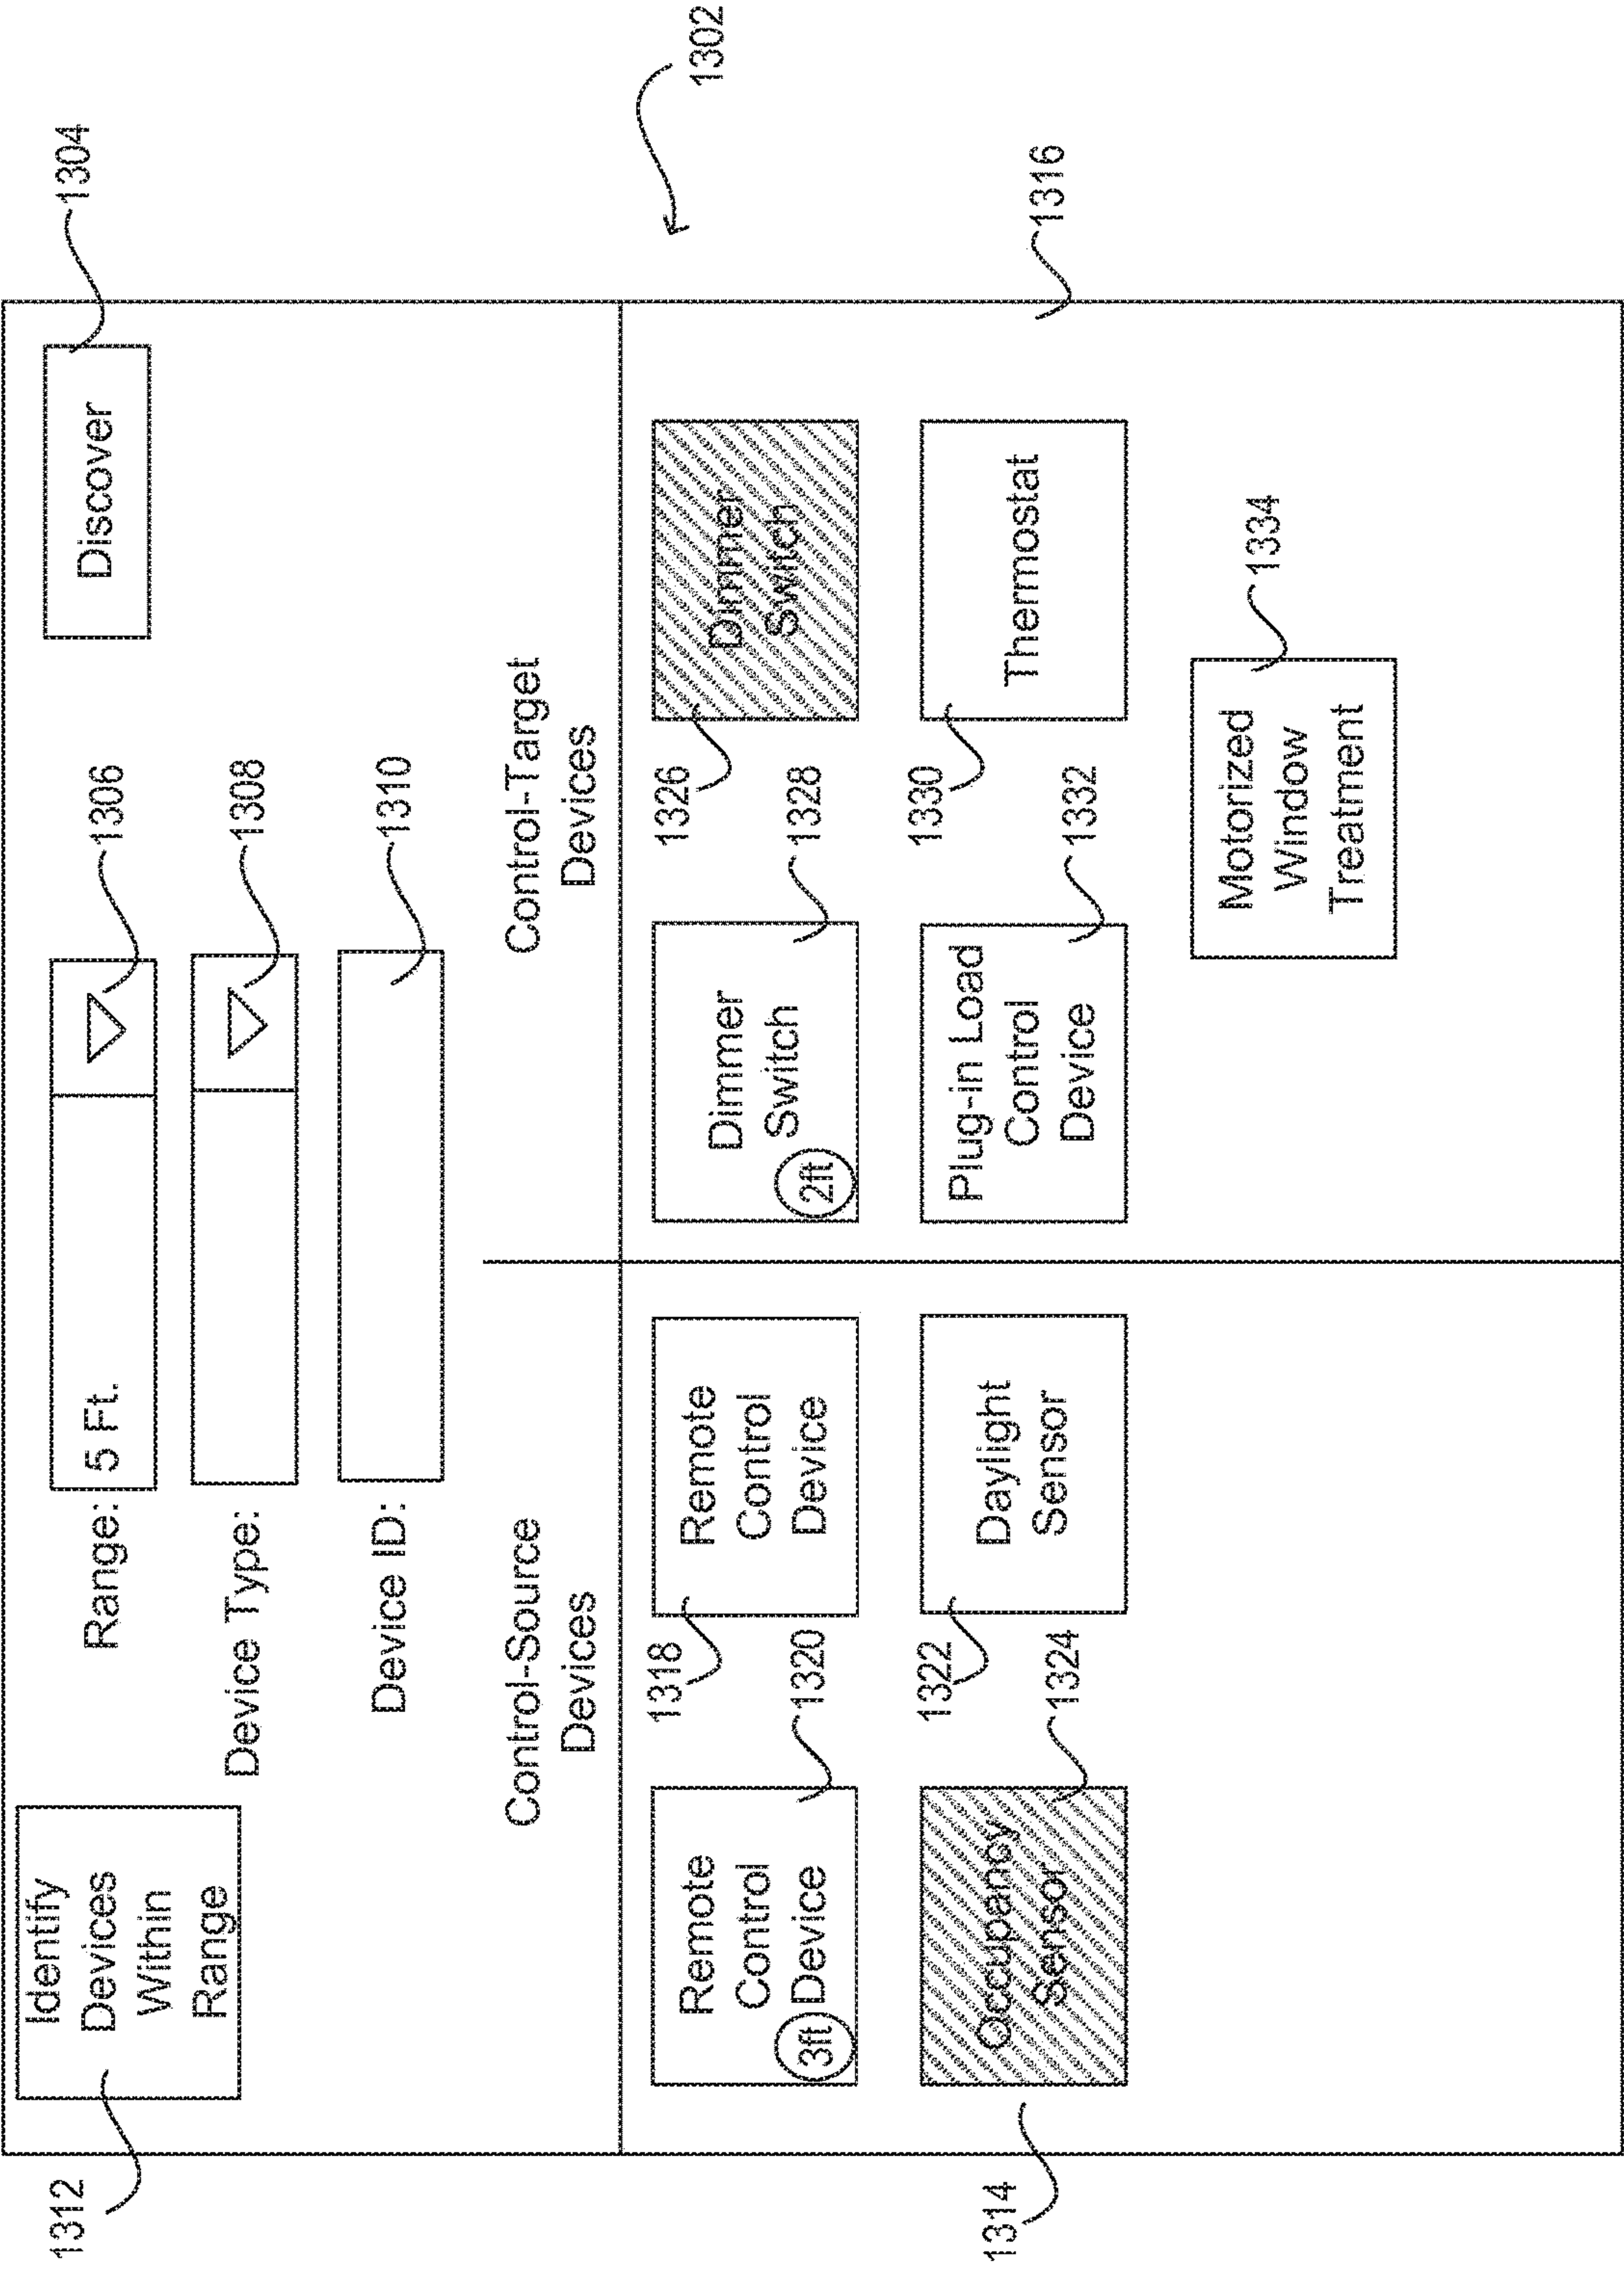 1302
1304
Discover
1306
1308
1310
Range:
5 Ft.
Device Type:
Device ID:
Identify
Devices
Within
Range
1312
Control-Source
Devices
Control-Target
Devices
1318
Remote
Control
Device
1320
Remote
Control
Device
3ft
1322
Daylight
Sensor
1324
Occupancy
Sensor
1314
1326
Dimmer
Switch
1328
Dimmer
Switch
2ft
1330
Thermostat
1332
Plug-in Load
Control
Device
1334
Motorized
Window
Treatment
1316